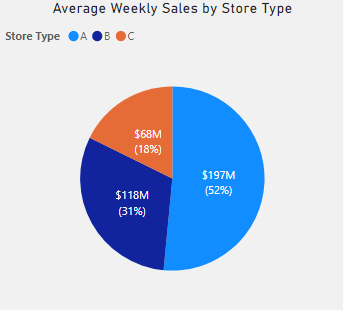 Average Weekly Sales by Store Type
Store Type A B C
$68M
(18%)
$197M
(52%)
$118M
(31%)